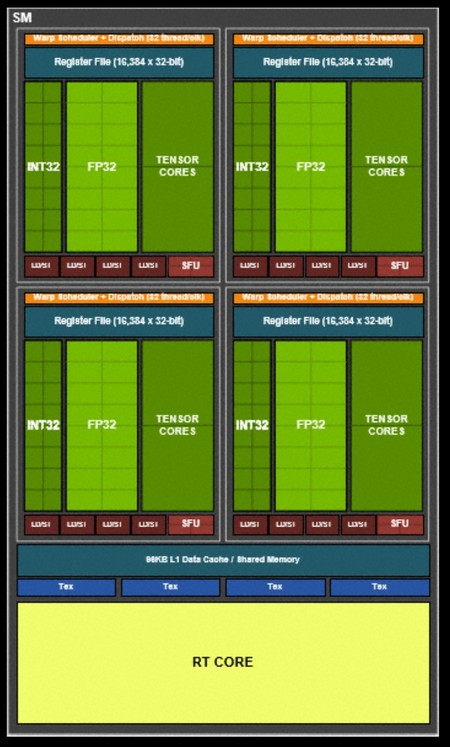 SM
Warp Scheduler + Dispatch (32 thread/clk)
Warp Scheduler + Dispatch (32 thread/clk)
Register File (16,384 x 32-bit)
Register File (16,384 x 32-bit)
INT32
FP32
TENSOR
CORES
INT32
FP32
TENSOR
CORES
LD/ST
LD/ST
LD/ST
LD/ST
SFU
LD/ST
LD/ST
LD/ST
LD/ST
SFU
Warp Scheduler + Dispatch (32 thread/clk)
Warp Scheduler + Dispatch (32 thread/clk)
Register File (16,384 x 32-bit)
Register File (16,384 x 32-bit)
INT32
FP32
TENSOR
CORES
INT32
FP32
TENSOR
CORES
LD/ST
LD/ST
LD/ST
LD/ST
SFU
LD/ST
LD/ST
LD/ST
LD/ST
SFU
96KB L1 Data Cache / Shared Memory
Tex
Tex
Tex
Tex
RT CORE